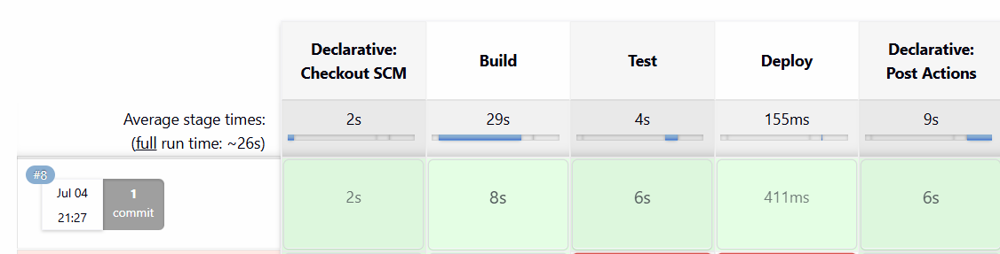 Declarative:
Checkout SCM
Build
Test
Deploy
Declarative:
Post Actions
Average stage times:
(full run time: ~26s)
2s
29s
4s
155ms
9s
#8
Jul 04
21:27
1
commit
2s
8s
6s
411ms
6s